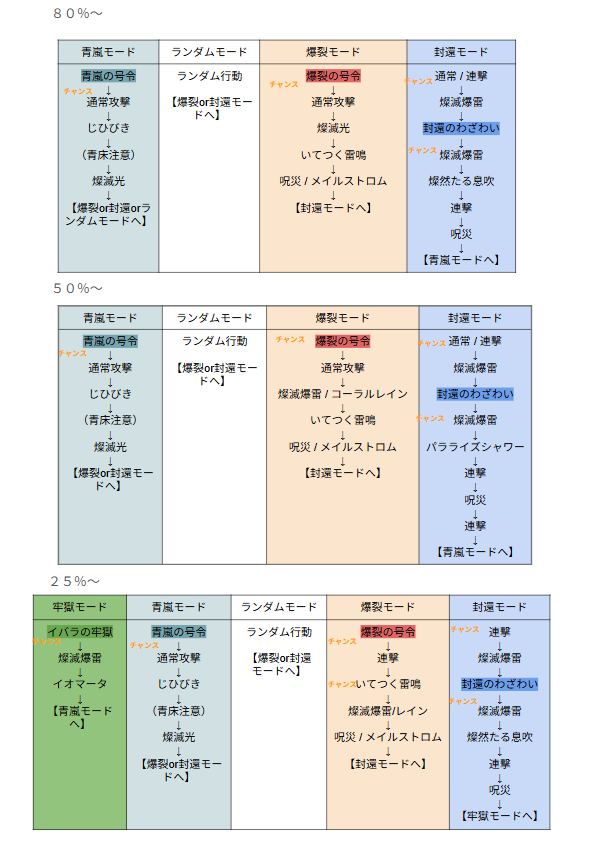 ８０％～
青嵐モード
青嵐の号令
チャンス
↓
通常攻撃
↓
じひびき
↓
（青床注意）
↓
燦滅光
↓
【爆裂or封還orラ
ンダムモードへ】
ランダムモード
ランダム行動
【爆裂or封還モー
ドへ】
爆裂モード
爆裂の号令
チャンス
↓
通常攻撃
↓
燦滅光
↓
いてつく雷鳴
↓
呪災 / メイルストロム
↓
【封還モードへ】
封還モード
チャンス
通常 / 連撃
↓
燦滅爆雷
↓
封還のわざわい
↓
チャンス
燦滅爆雷
↓
燦然たる息吹
↓
連撃
↓
呪災
↓
【青嵐モードへ】
５０％～
青嵐モード
青嵐の号令
チャンス
↓
通常攻撃
↓
じひびき
↓
（青床注意）
↓
燦滅光
↓
【爆裂or封還モー
ドへ】
ランダムモード
ランダム行動
【爆裂or封還モー
ドへ】
爆裂モード
チャンス
爆裂の号令
↓
通常攻撃
↓
燦滅爆雷 / コーラルレイン
↓
いてつく雷鳴
↓
呪災 / メイルストロム
↓
【封還モードへ】
封還モード
チャンス
通常 / 連撃
↓
燦滅爆雷
↓
封還のわざわい
↓
チャンス
燦滅爆雷
↓
パラライズシャワー
↓
連撃
↓
呪災
↓
連撃
↓
【青嵐モードへ】
２５％～
牢獄モード
イバラの牢獄
チャンス
↓
燦滅爆雷
↓
イオマータ
↓
【青嵐モード
へ】
青嵐モード
青嵐の号令
チャンス
↓
通常攻撃
↓
じひびき
↓
（青床注意）
↓
燦滅光
↓
【爆裂or封還モー
ドへ】
ランダムモード
ランダム行動
【爆裂or封還
モードへ】
爆裂モード
爆裂の号令
チャンス
↓
連撃
↓
チャンス
いてつく雷鳴
↓
燦滅爆雷/レイン
↓
呪災 / メイルストロム
↓
【封還モードへ】
封還モード
チャンス
連撃
↓
燦滅爆雷
↓
封還のわざわい
チャンス
↓
燦滅爆雷
↓
燦然たる息吹
↓
連撃
↓
呪災
↓
【牢獄モードへ】